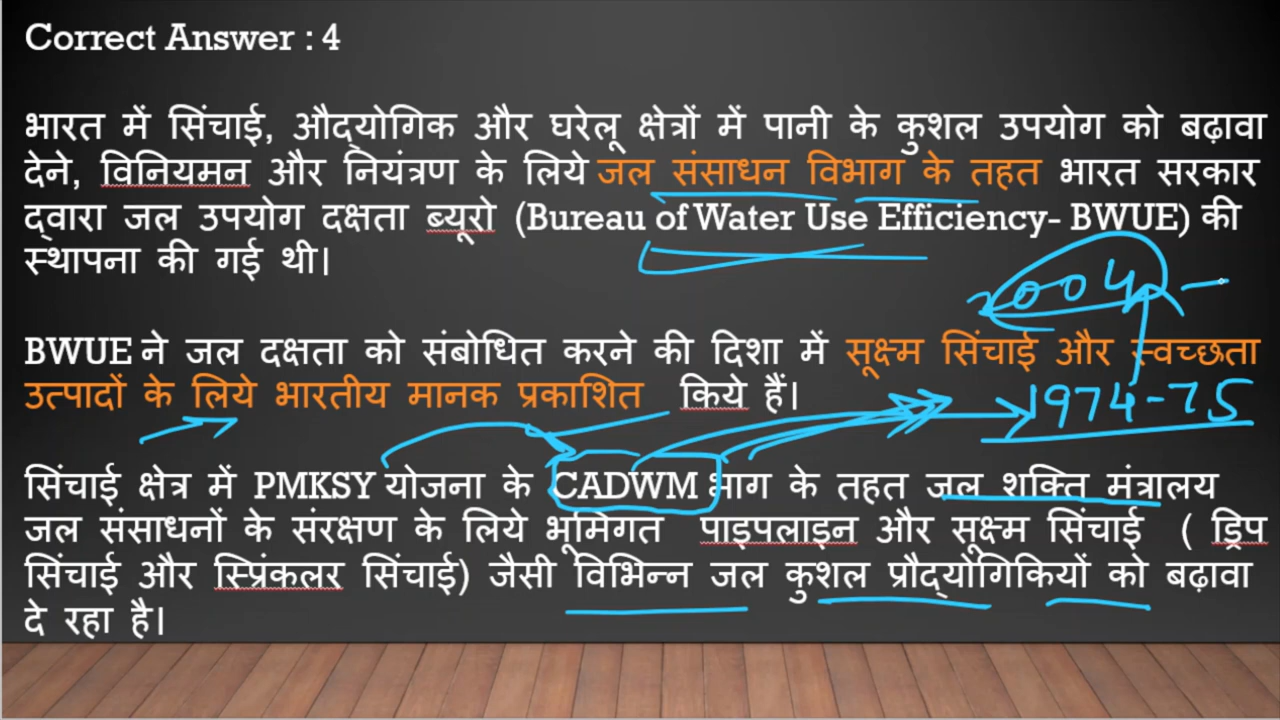 Correct Answer : 4
भारत में सिंचाई, औद्योगिक और घरेलू क्षेत्रों में पानी के कुशल उपयोग को बढ़ावा
देने, विनियमन और नियंत्रण के लिये जल संसाधन विभाग के तहत भारत सरकार
द्वारा जल उपयोग दक्षता ब्यूरो (Bureau of Water Use Efficiency- BWUE) की
स्थापना की गई थी।
2004 -
BWUE ने जल दक्षता को संबोधित करने की दिशा में सूक्ष्म सिंचाई और स्वच्छता
उत्पादों के लिये भारतीय मानक प्रकाशित किये हैं।
1974-75
सिंचाई क्षेत्र में PMKSY योजना के CADWM भाग के तहत जल शक्ति मंत्रालय
जल संसाधनों के संरक्षण के लिये भूमिगत पाइपलाइन और सूक्ष्म सिंचाई ( ड्रिप
सिंचाई और स्प्रिंकलर सिंचाई) जैसी विभिन्न जल कुशल प्रौद्योगिकियों को बढ़ावा
दे रहा है।